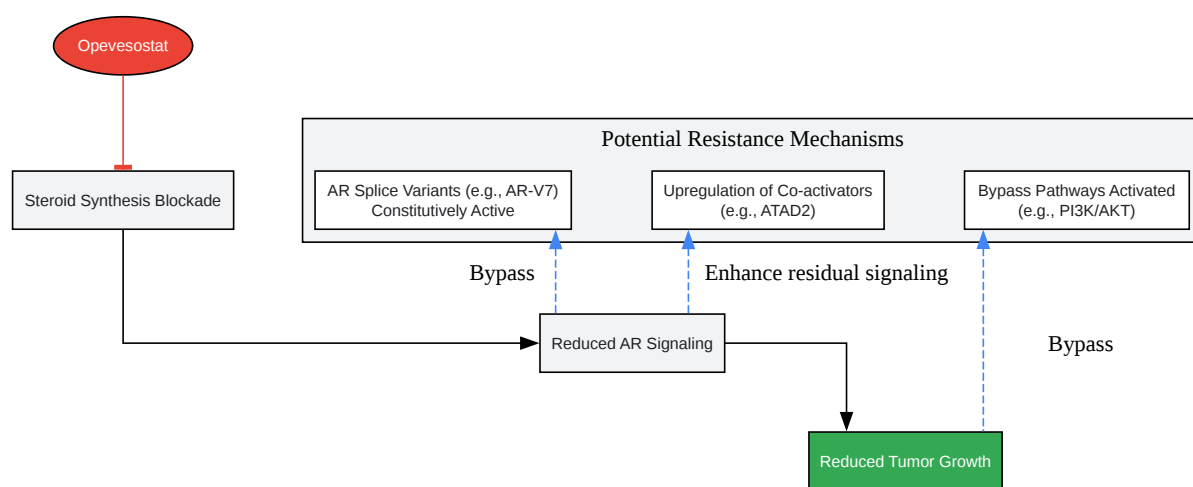 Opevesostat
Potential Resistance Mechanisms
Steroid Synthesis Blockade
AR Splice Variants (e.g., AR-V7)
Constitutively Active
Upregulation of Co-activators
(e.g., ATAD2)
Bypass Pathways Activated
(e.g., PI3K/AKT)
Bypass
Enhance residual signaling
Reduced AR Signaling
Bypass
Reduced Tumor Growth